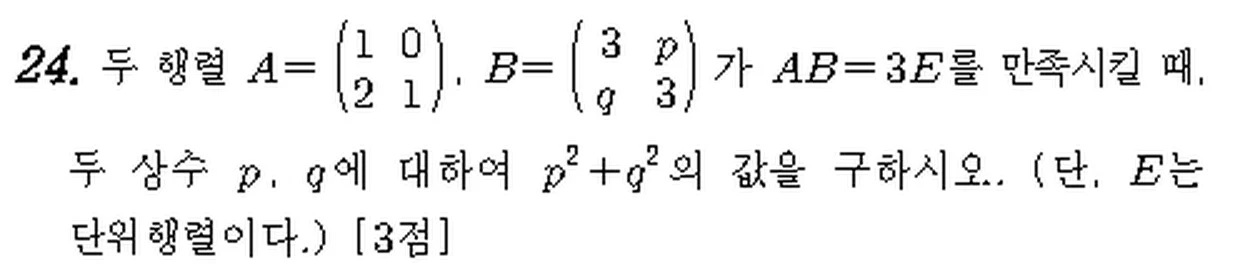 24. 두 행렬 A=(1 0 2 1), B=(3 p q 3)가 AB=3E를 만족시킬 때,
두 상수 p, q에 대하여 p²+q²의 값을 구하시오. (단, E는
단위행렬이다.) [3점]